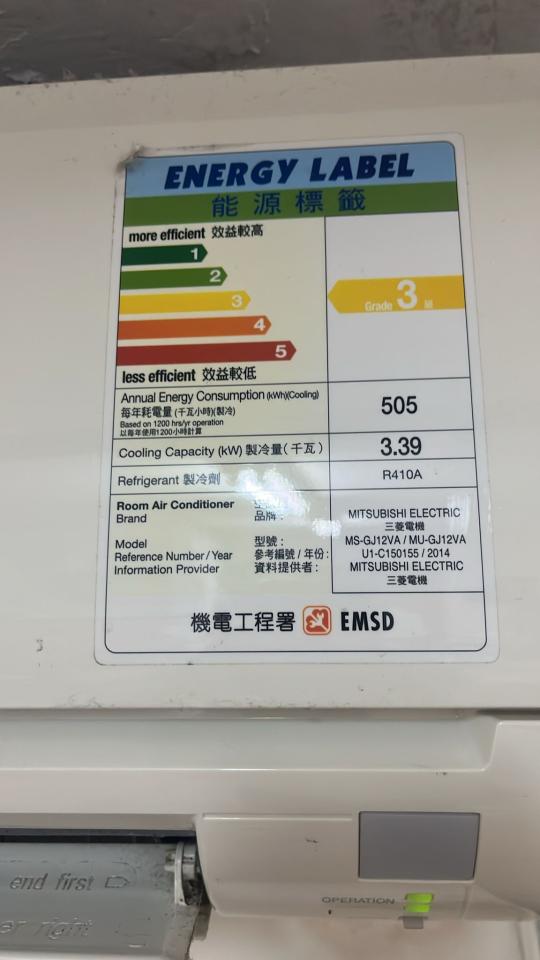 ENERGY LABEL
能源標籤
more efficient 效益較高
1
2
3
4
5
less efficient 效益較低
Grade 3 級
Annual Energy Consumption (kWh)(Cooling)
每年耗電量 (千瓦小時)(製冷)
Based on 1200 hrs/yr operation
以每年使用1200小時計算
505
Cooling Capacity (kW) 製冷量(千瓦)
3.39
Refrigerant 製冷劑
R410A
Room Air Conditioner
Brand 品牌:
MITSUBISHI ELECTRIC
三菱電機
Model 型號:
MS-GJ12VA / MU-GJ12VA
Reference Number / Year 參考編號 / 年份:
U1-C150155 / 2014
Information Provider 資料提供者:
MITSUBISHI ELECTRIC
三菱電機
機電工程署 EMSD
OPERATION
end first
right